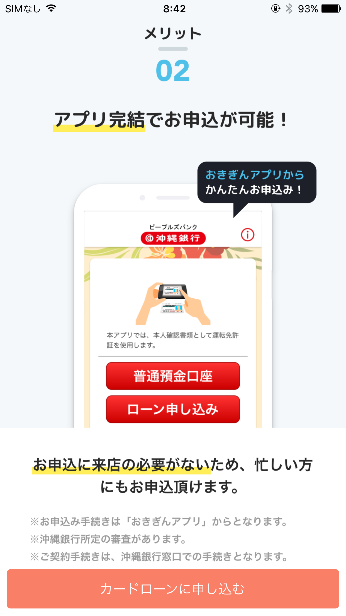 SIMなし 8:42 93%
メリット
02
アプリ完結でお申込が可能！
おきぎんアプリから
かんたんお申込み！
ピープルズバンク
沖縄銀行
本アプリでは、本人確認書類として運転免許
証を使用します。
普通預金口座
ローン申し込み
お申込に来店の必要がないため、忙しい方
にもお申込頂けます。
※お申込み手続きは「おきぎんアプリ」からとなります。
※沖縄銀行所定の審査があります。
※ご契約手続きは、沖縄銀行窓口での手続きとなります。
カードローンに申し込む